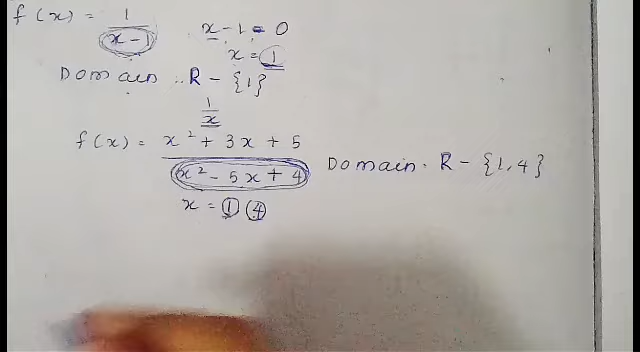 f(x) = 1/(x - 1)
x - 1 = 0
x = 1
Domain : R - {1}
1/x
f(x) = (x² + 3x + 5)/(x² - 5x + 4)
Domain . R - {1, 4}
x = 1 4